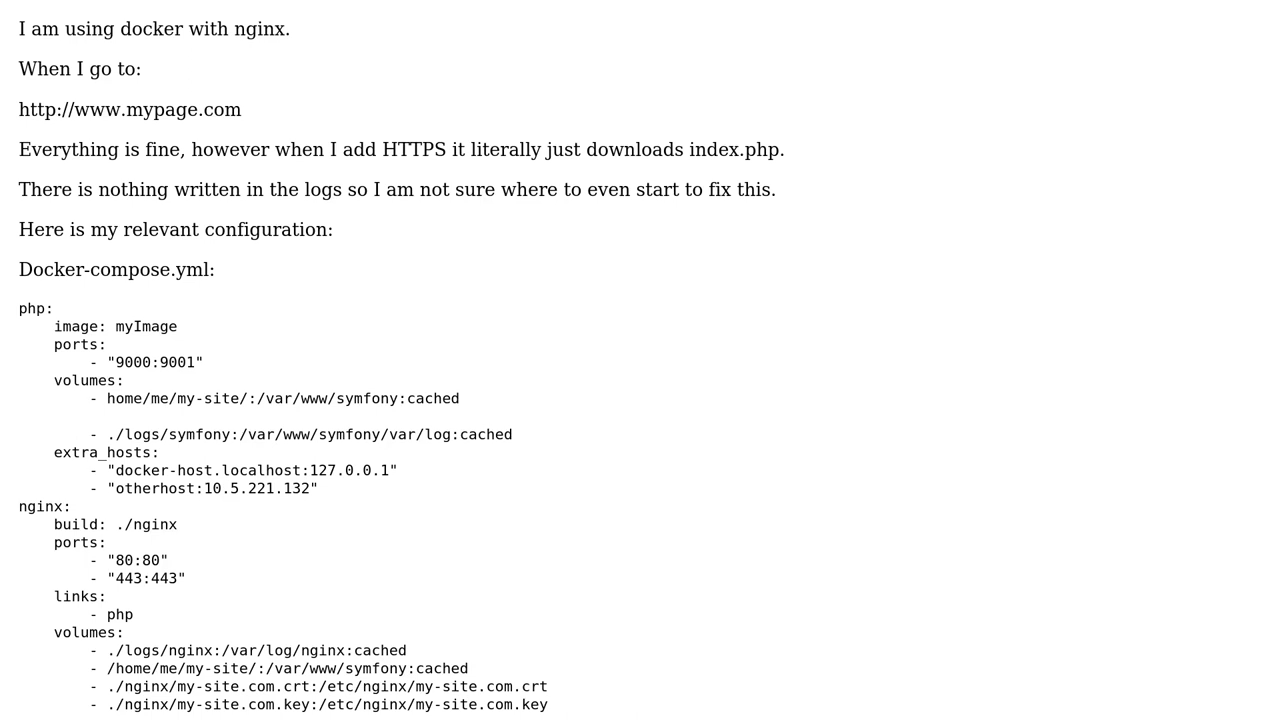 I am using docker with nginx.
When I go to:
http://www.mypage.com
Everything is fine, however when I add HTTPS it literally just downloads index.php.
There is nothing written in the logs so I am not sure where to even start to fix this.
Here is my relevant configuration:
Docker-compose.yml:
php:
    image: myImage
    ports:
        - "9000:9001"
    volumes:
        - home/me/my-site/:/var/www/symfony:cached
        - ./logs/symfony:/var/www/symfony/var/log:cached
    extra_hosts:
        - "docker-host.localhost:127.0.0.1"
        - "otherhost:10.5.221.132"
nginx:
    build: ./nginx
    ports:
        - "80:80"
        - "443:443"
    links:
        - php
    volumes:
        - ./logs/nginx:/var/log/nginx:cached
        - /home/me/my-site/:/var/www/symfony:cached
        - ./nginx/my-site.com.crt:/etc/nginx/my-site.com.crt
        - ./nginx/my-site.com.key:/etc/nginx/my-site.com.key